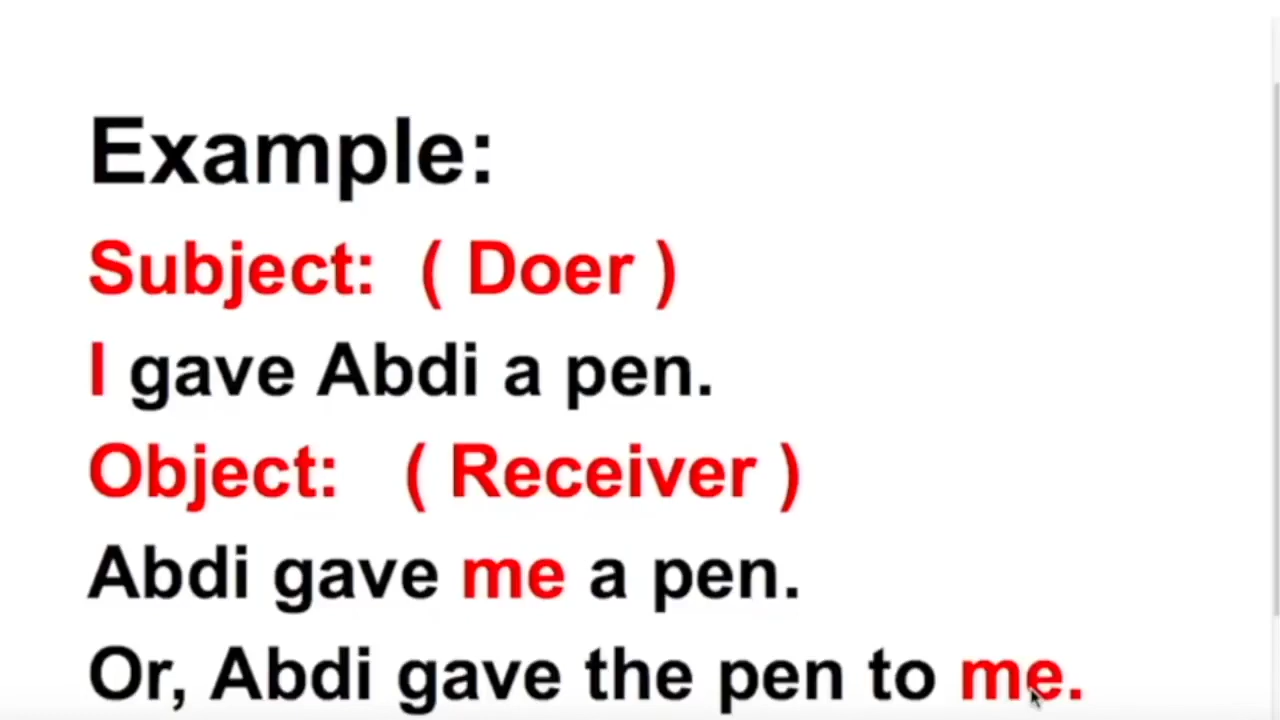 Example:
Subject: ( Doer )
I gave Abdi a pen.
Object: ( Receiver )
Abdi gave me a pen.
Or, Abdi gave the pen to me.